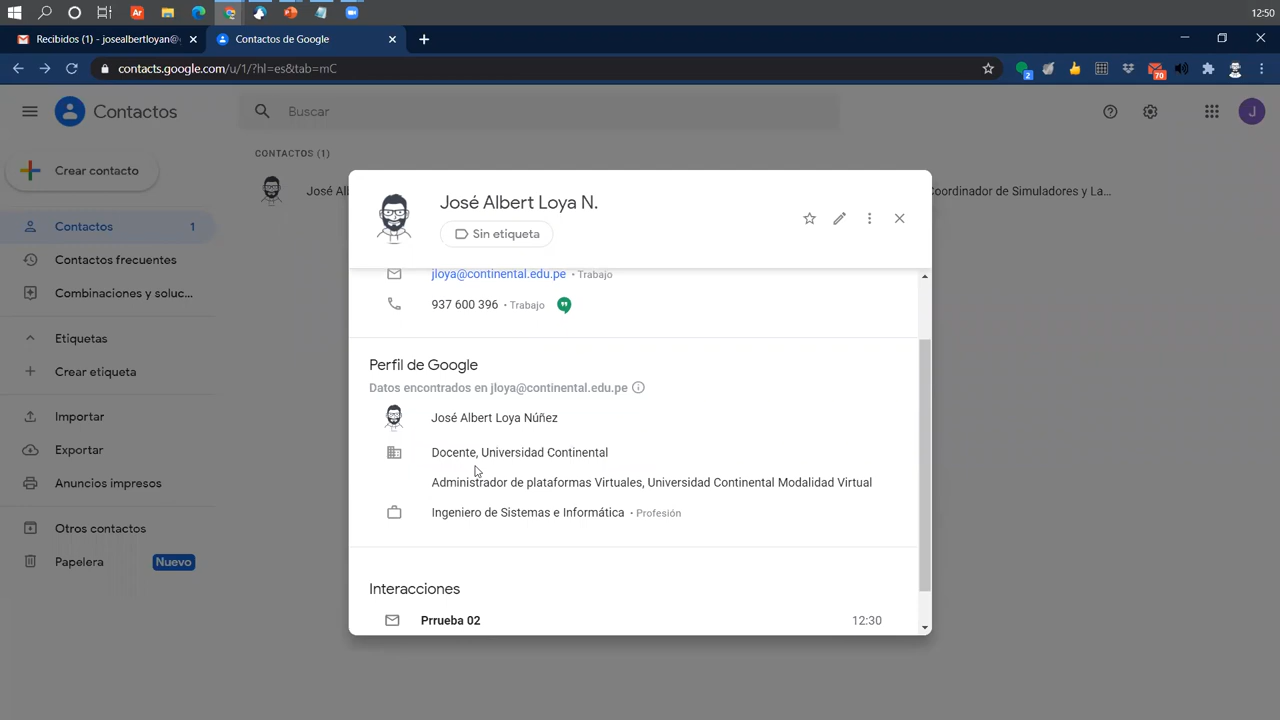 12:50
Recibidos (1) - josealbertloyan@
Contactos de Google
contacts.google.com/u/1/?hl=es&tab=mC
2
70
Contactos
Buscar
J
Crear contacto
CONTACTOS (1)
José Al
Coordinador de Simuladores y La...
Contactos
1
Contactos frecuentes
Combinaciones y soluc...
Etiquetas
Crear etiqueta
Importar
Exportar
Anuncios impresos
Otros contactos
Papelera
Nuevo
José Albert Loya N.
Sin etiqueta
jloya@continental.edu.pe • Trabajo
937 600 396 • Trabajo
Perfil de Google
Datos encontrados en jloya@continental.edu.pe
José Albert Loya Núñez
Docente, Universidad Continental
Administrador de plataformas Virtuales, Universidad Continental Modalidad Virtual
Ingeniero de Sistemas e Informática • Profesión
Interacciones
Prrueba 02
12:30